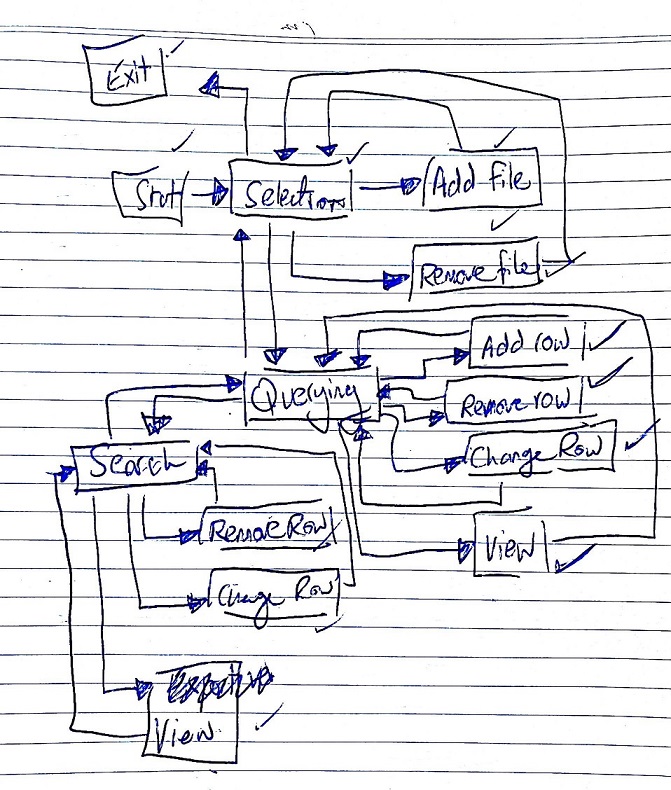 Exit
Start
Selection
Add file
Remove file
Add row
Querying
Remove row
Change Row
Search
Remove Row
View
Change Row
View